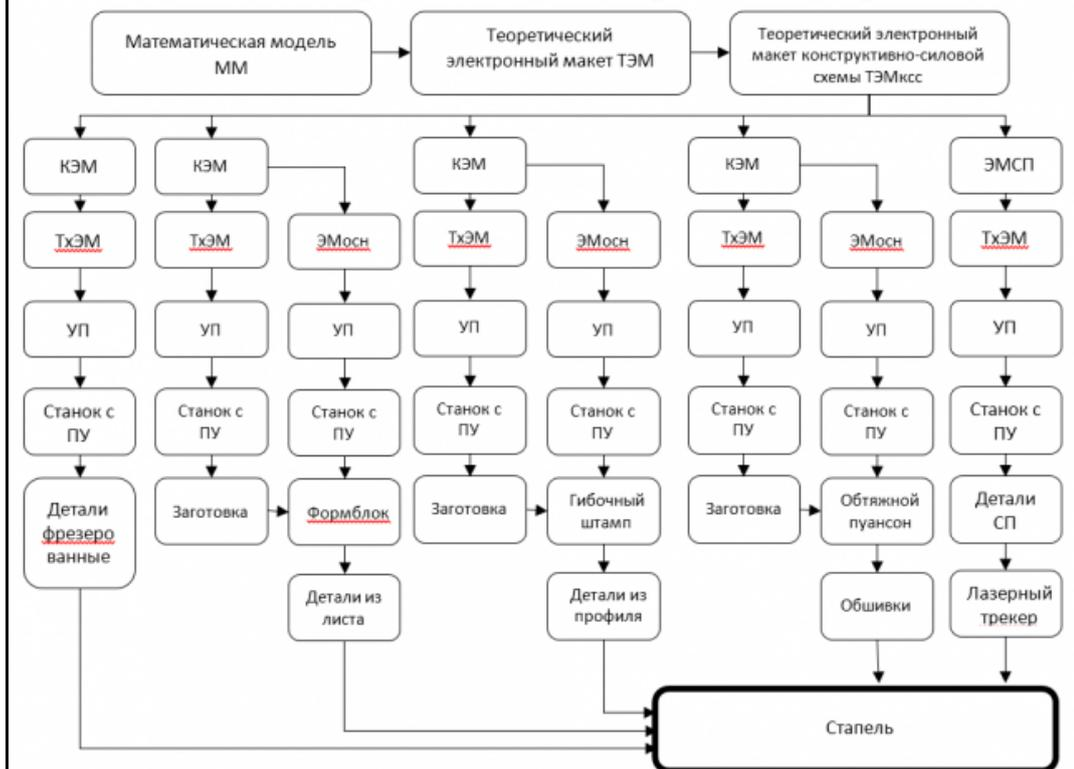 Математическая модель
ММ
Теоретический
электронный макет ТЭМ
Теоретический электронный
макет конструктивно-силовой
схемы ТЭМксс
КЭМ
КЭМ
КЭМ
КЭМ
ЭМСП
ТхЭМ
ТхЭМ
ЭМосн
ТхЭМ
ЭМосн
ТхЭМ
ЭМосн
ТхЭМ
УП
УП
УП
УП
УП
УП
УП
УП
Станок с
ПУ
Станок с
ПУ
Станок с
ПУ
Станок с
ПУ
Станок с
ПУ
Станок с
ПУ
Станок с
ПУ
Станок с
ПУ
Детали
фрезеро
ванные
Заготовка
Формблок
Заготовка
Гибочный
штамп
Заготовка
Обтяжной
пуансон
Детали
СП
Детали из
листа
Детали из
профиля
Обшивки
Лазерный
трекер
Стапель